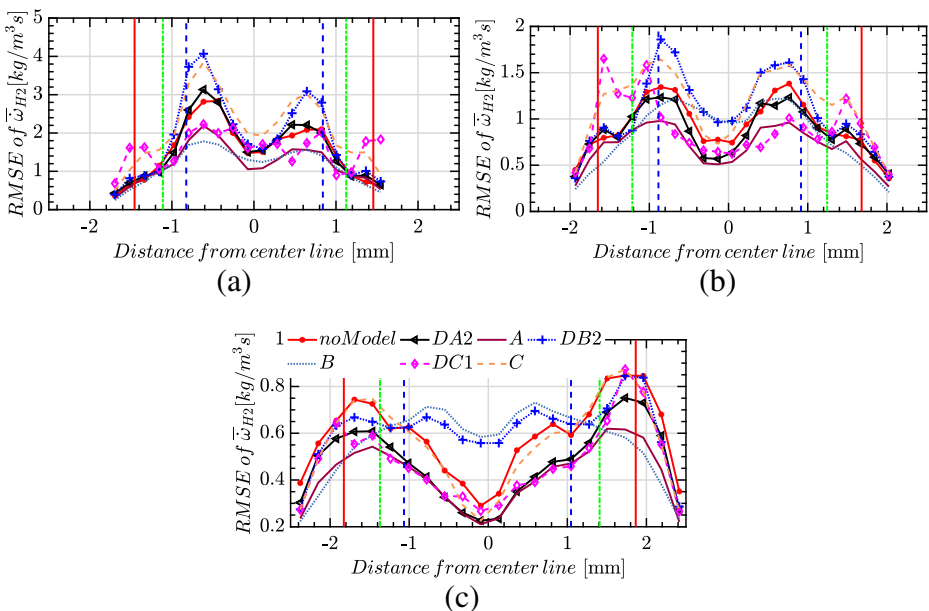 RMSE of ω̇̅_{H2} [kg/m³s]
5
4
3
2
1
0
-2 -1 0 1 2
Distance from center line [mm]
(a)
RMSE of ω̇̅_{H2} [kg/m³s]
2
1.5
1
0.5
0
-2 -1 0 1 2
Distance from center line [mm]
(b)
noModel DA2 A DB2
B DC1 C
RMSE of ω̇̅_{H2} [kg/m³s]
1
0.8
0.6
0.4
0.2
-2 -1 0 1 2
Distance from center line [mm]
(c)